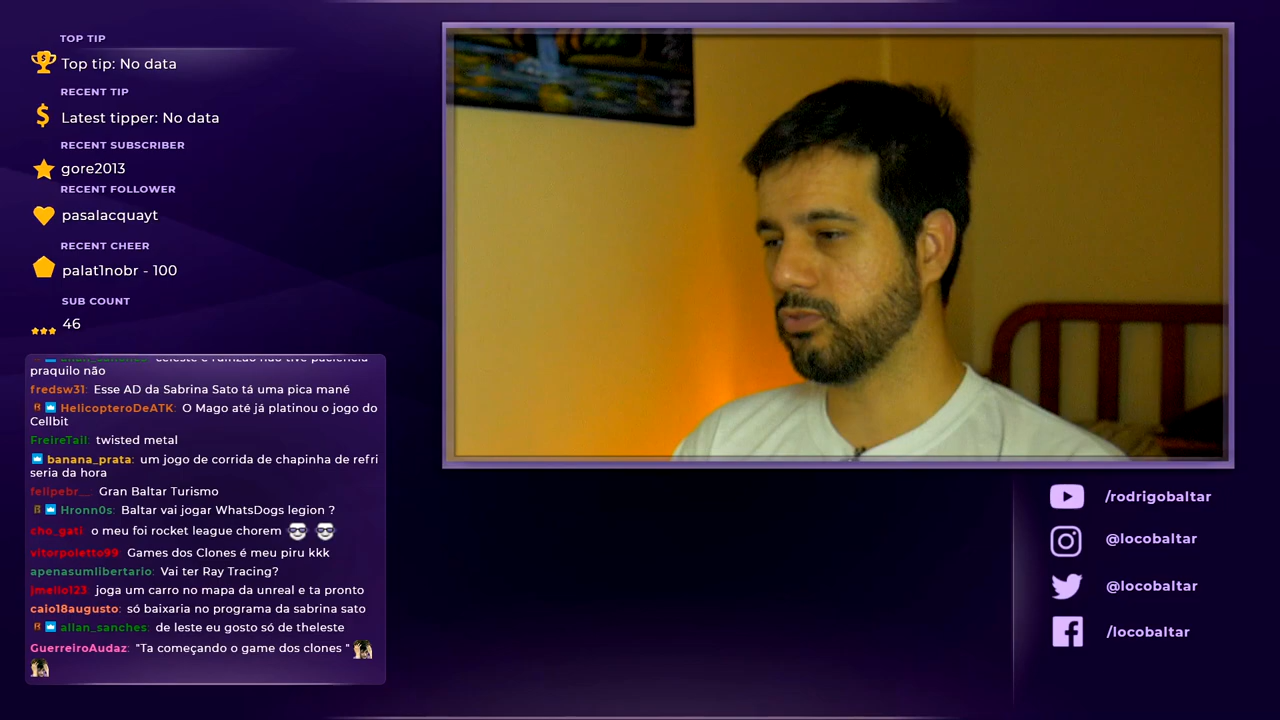 TOP TIP
Top tip: No data
RECENT TIP
Latest tipper: No data
RECENT SUBSCRIBER
gore2013
RECENT FOLLOWER
pasalacquayt
RECENT CHEER
palat1nobr - 100
SUB COUNT
46
praquilo não
fredsw31: Esse AD da Sabrina Sato tá uma pica mané
HelicopteroDeATK: O Mago até já platinou o jogo do
Cellbit
FreireTall: twisted metal
banana_prata: um jogo de corrida de chapinha de refri
seria da hora
felipebr__: Gran Baltar Turismo
Hronn0s: Baltar vai jogar WhatsDogs legion ?
cho_gati: o meu foi rocket league chorem
vitorpoletto99: Games dos Clones é meu piru kkk
apenasumlibertario: Vai ter Ray Tracing?
jmello123: joga um carro no mapa da unreal e ta pronto
caio18augusto: só baixaria no programa da sabrina sato
allan_sanches: de leste eu gosto só de theleste
GuerreiroAudaz: "Ta começando o game dos clones "
/rodrigobaltar
@locobaltar
@locobaltar
/locobaltar